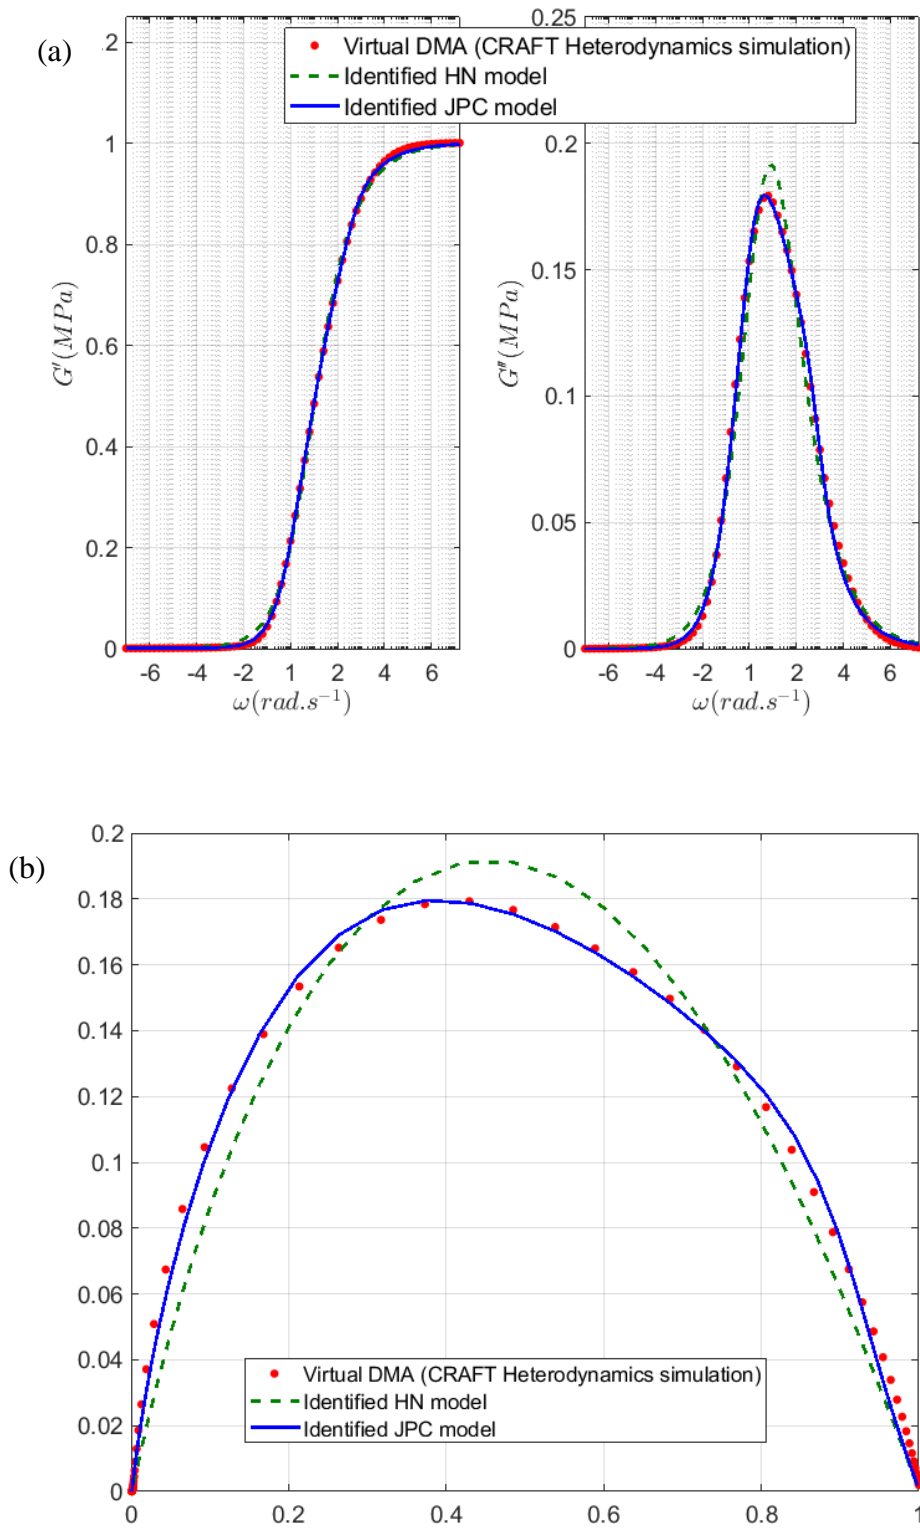 (a)
.2
1
0.8
0.6
0.4
0.2
0
-6 -4 -2 1 2 4 6
G'(MPa)
ω(rad.s⁻¹)
Virtual DMA (CRAFT Heterodynamics simulation)
Identified HN model
Identified JPC model
0.25
0.20
0.15
0.1
0.05
0
-6 -4 -2 1 2 4 6
G''(MPa)
ω(rad.s⁻¹)
(b)
0.2
0.18
0.16
0.14
0.12
0.1
0.08
0.06
0.04
0.02
0
Virtual DMA (CRAFT Heterodynamics simulation)
Identified HN model
Identified JPC model
0 0.2 0.4 0.6 0.8 1